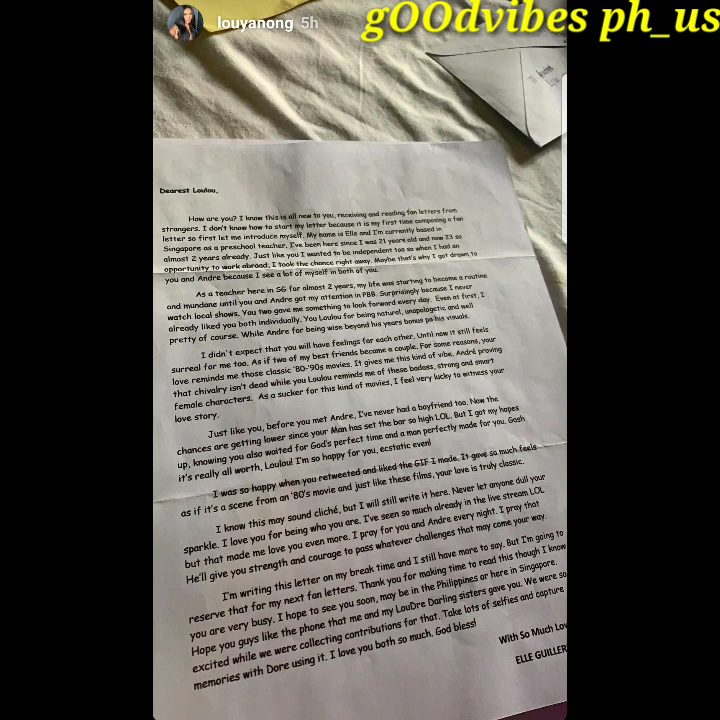 louyanong 5h
gOOdvibes ph_us
Dearest Loulou,
How are you? I know this is all new to you, receiving and reading fan letters from
strangers. I don't know how to start my letter because it is my first time composing a fan
letter so first let me introduce myself. My name is Elle and I'm currently based in
Singapore as a preschool teacher. I've been here since I was 21 years old and now 23 so
almost 2 years already. Just like you I wanted to be independent too so when I had an
opportunity to work abroad, I took the chance right away. Maybe that's why I got drawn to
you and Andre because I see a lot of myself in both of you.
As a teacher here in SG for almost 2 years, my life was starting to become a routine
and mundane until you and Andre got my attention in PBB. Surprisingly because I never
watch local shows. You two gave me something to look forward every day. Even at first, I
already liked you both individually. You Loulou for being natural, unapologetic and well
pretty of course. While Andre for being wise beyond his years bonus pa his visuals.
I didn't expect that you will have feelings for each other. Until now it still feels
surreal for me too. As if two of my best friends became a couple. For some reasons, your
love reminds me those classic '80-'90s movies. It gives me this kind of vibe. André proving
that chivalry isn't dead while you Loulou reminds me of these badass, strong and smart
female characters. As a sucker for this kind of movies, I feel very lucky to witness your
love story.
Just like you, before you met Andre, I've never had a boyfriend too. Now the
chances are getting lower since your Man has set the bar so high LOL. But I got my hopes
up, knowing you also waited for God's perfect time and a man perfectly made for you. Gosh
it's really all worth, Loulou! I'm so happy for you, ecstatic even!
I was so happy when you retweeted and liked the GIF I made. It gave so much feels
as if it's a scene from an '80's movie and just like these films, your love is truly classic.
I know this may sound cliché, but I will still write it here. Never let anyone dull your
sparkle. I love you for being who you are. I've seen so much already in the live stream LOL
but that made me love you even more. I pray for you and Andre every night. I pray that
He'll give you strength and courage to pass whatever challenges that may come your way.
I'm writing this letter on my break time and I still have more to say. But I'm going to
reserve that for my next fan letters. Thank you for making time to read this though I know
you are very busy. I hope to see you soon, may be in the Philippines or here in Singapore.
Hope you guys like the phone that me and my LouDre Darling sisters gave you. We were so
excited while we were collecting contributions for that. Take lots of selfies and capture
memories with Dore using it. I love you both so much. God bless!
With So Much Lov
ELLE GUILLER